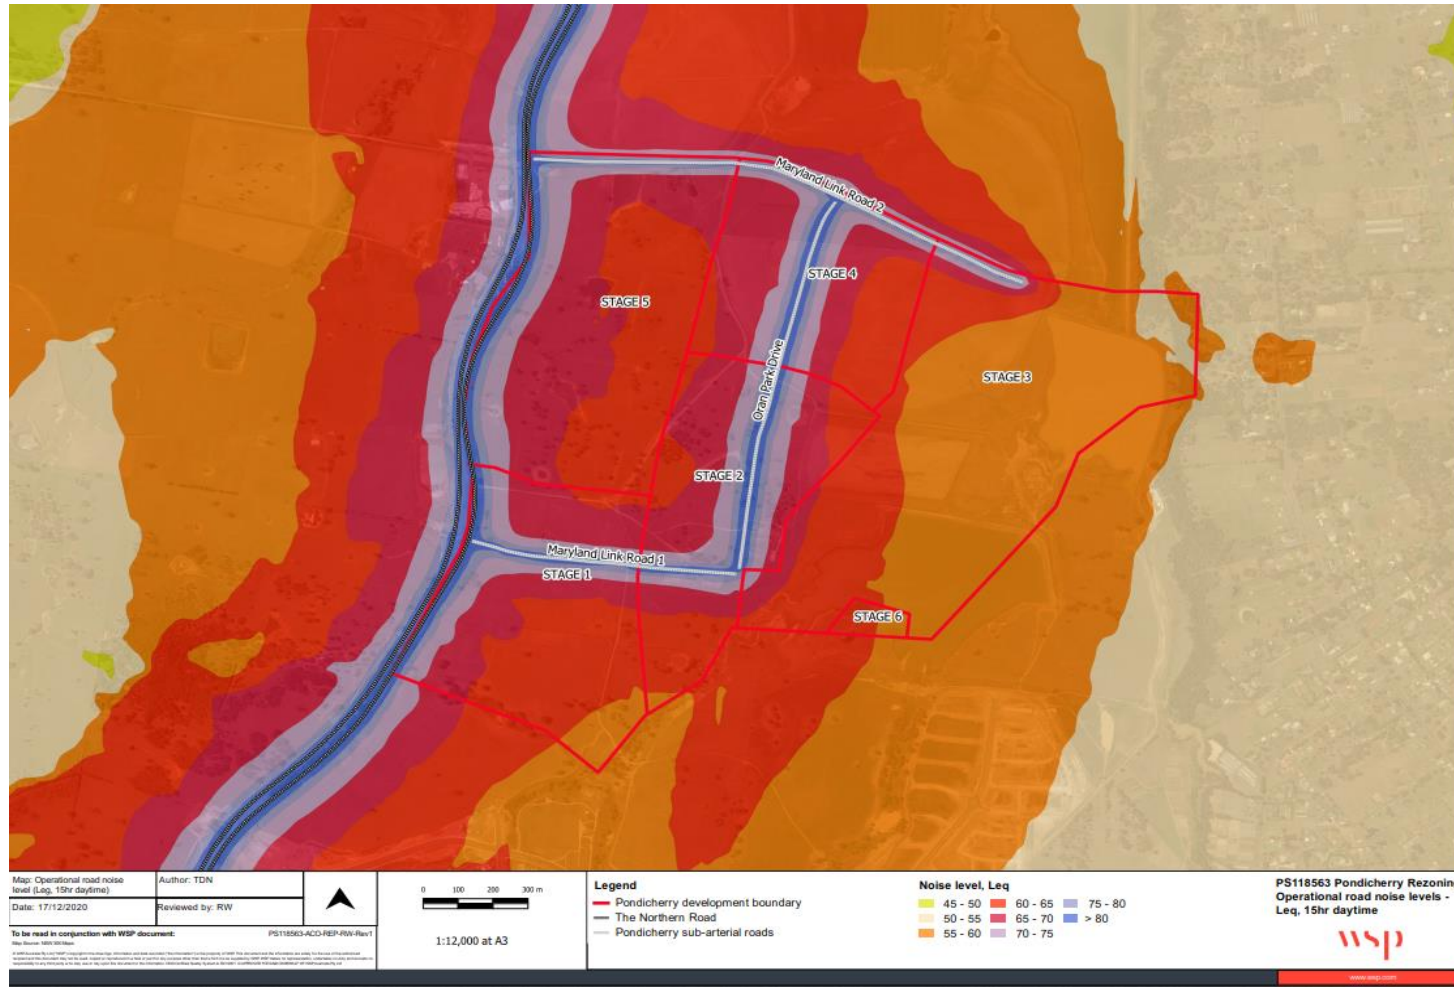 Maryland Link Road 2
STAGE 4
STAGE 5
Oran Park Drive
STAGE 3
STAGE 2
Maryland Link Road 1
STAGE 1
STAGE 6
Map: Operational road noise
level (Leq, 15hr daytime)
Author: TDN
Date: 17/12/2020
Reviewed by: RW
To be read in conjunction with WSP document:
PS118563-ACO-REP-RW-Rev1
0 100 200 300 m
1:12,000 at A3
Legend
Pondicherry development boundary
The Northern Road
Pondicherry sub-arterial roads
Noise level, Leq
45 - 50
60 - 65
75 - 80
50 - 55
65 - 70
> 80
55 - 60
70 - 75
PS118563 Pondicherry Rezonin
Operational road noise levels -
Leq, 15hr daytime
wsp
www.wsp.com